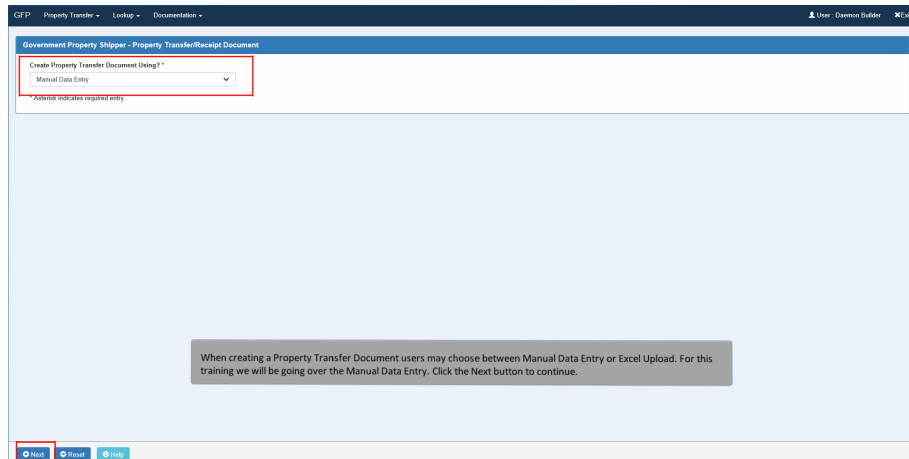 GFP Property Transfer Lookup Documentation User : Daemon Builder Exi
Government Property Shipper - Property Transfer/Receipt Document
Create Property Transfer Document Using? *
Manual Data Entry
* Asterisk indicates required entry.
When creating a Property Transfer Document users may choose between Manual Data Entry or Excel Upload. For this
training we will be going over the Manual Data Entry. Click the Next button to continue.
Next Reset Help